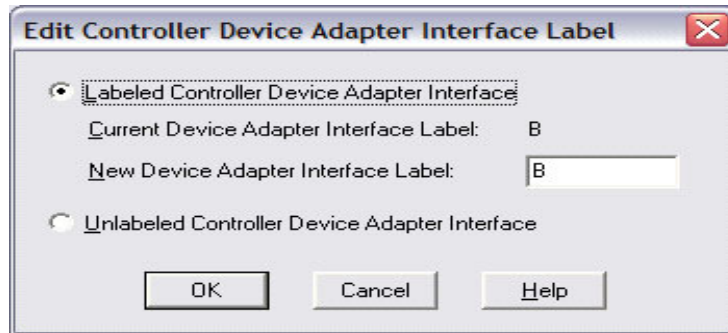 Edit Controller Device Adapter Interface Label
Labeled Controller Device Adapter Interface
Current Device Adapter Interface Label: B
New Device Adapter Interface Label: B
Unlabeled Controller Device Adapter Interface
OK Cancel Help